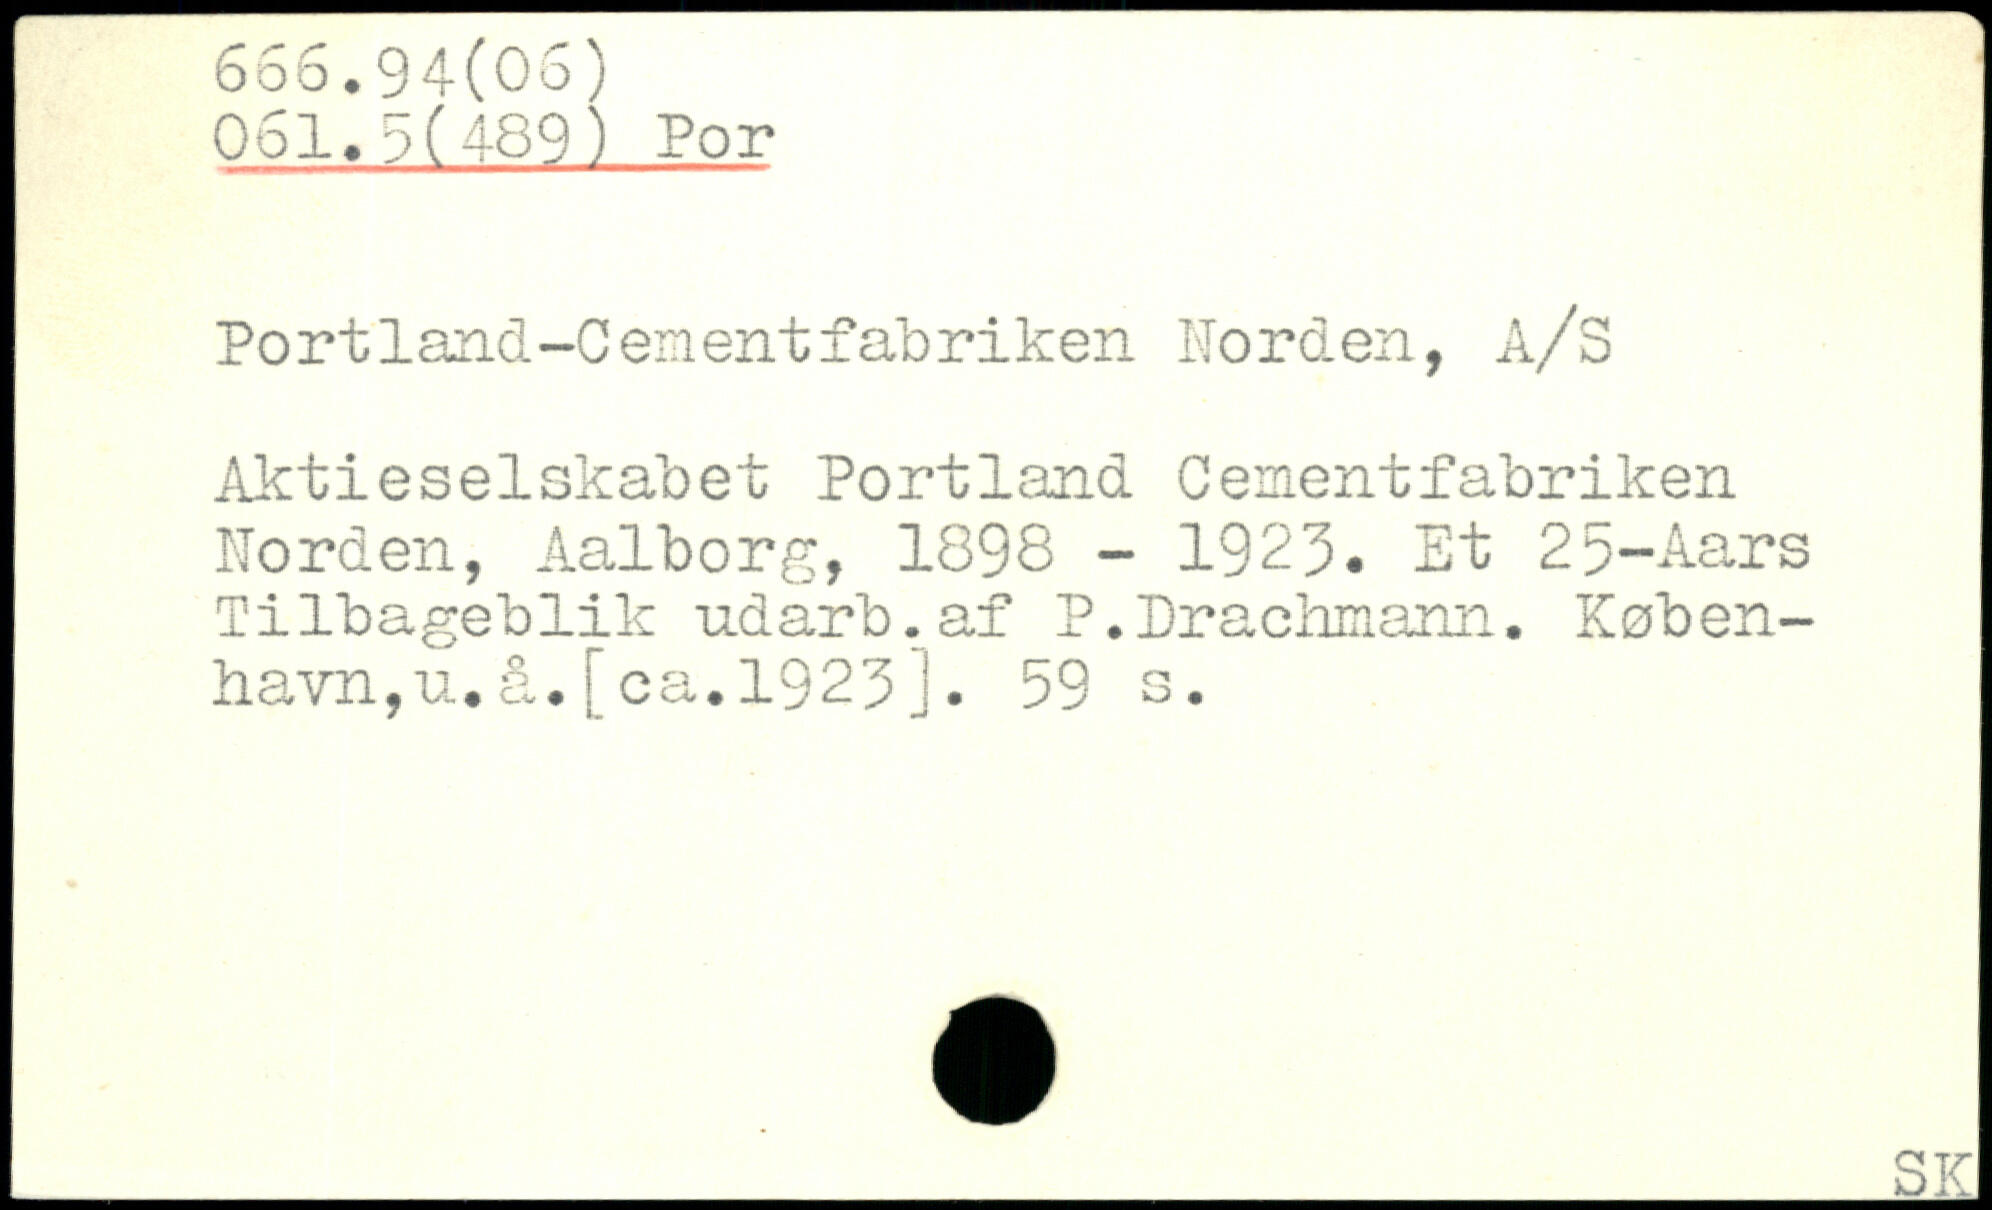 666.94(06)
061.5(489) Por
Portland-Cementfabriken Norden, A/S
Aktieselskabet Portland Cementfabriken
Norden, Aalborg, 1898 - 1923. Et 25-Aars
Tilbageblik udarb.af P.Drachmann. Køben-
havn,u.å.[ca.1923]. 59 s.
SK